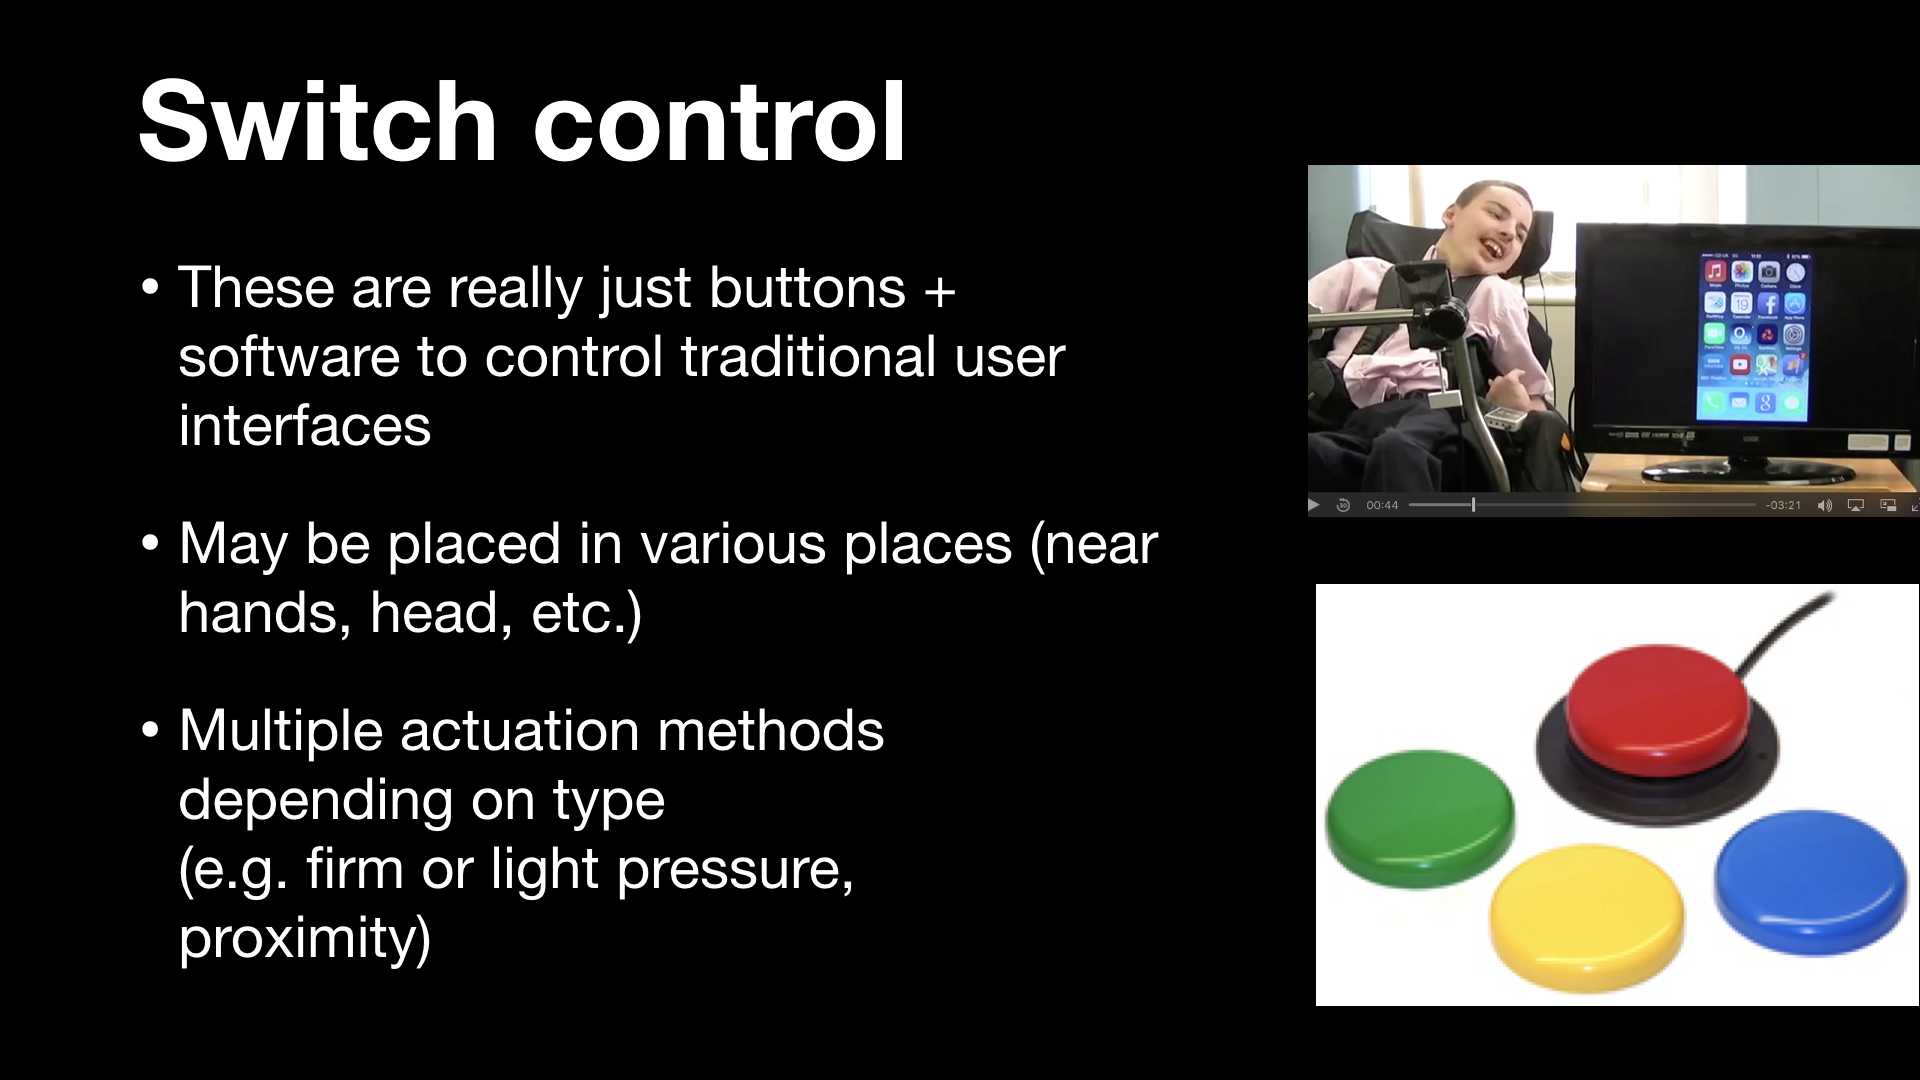 Switch control
• These are really just buttons +
software to control traditional user
interfaces
• May be placed in various places (near
hands, head, etc.)
• Multiple actuation methods
depending on type
(e.g. firm or light pressure,
proximity)
19
00:44
-03:21